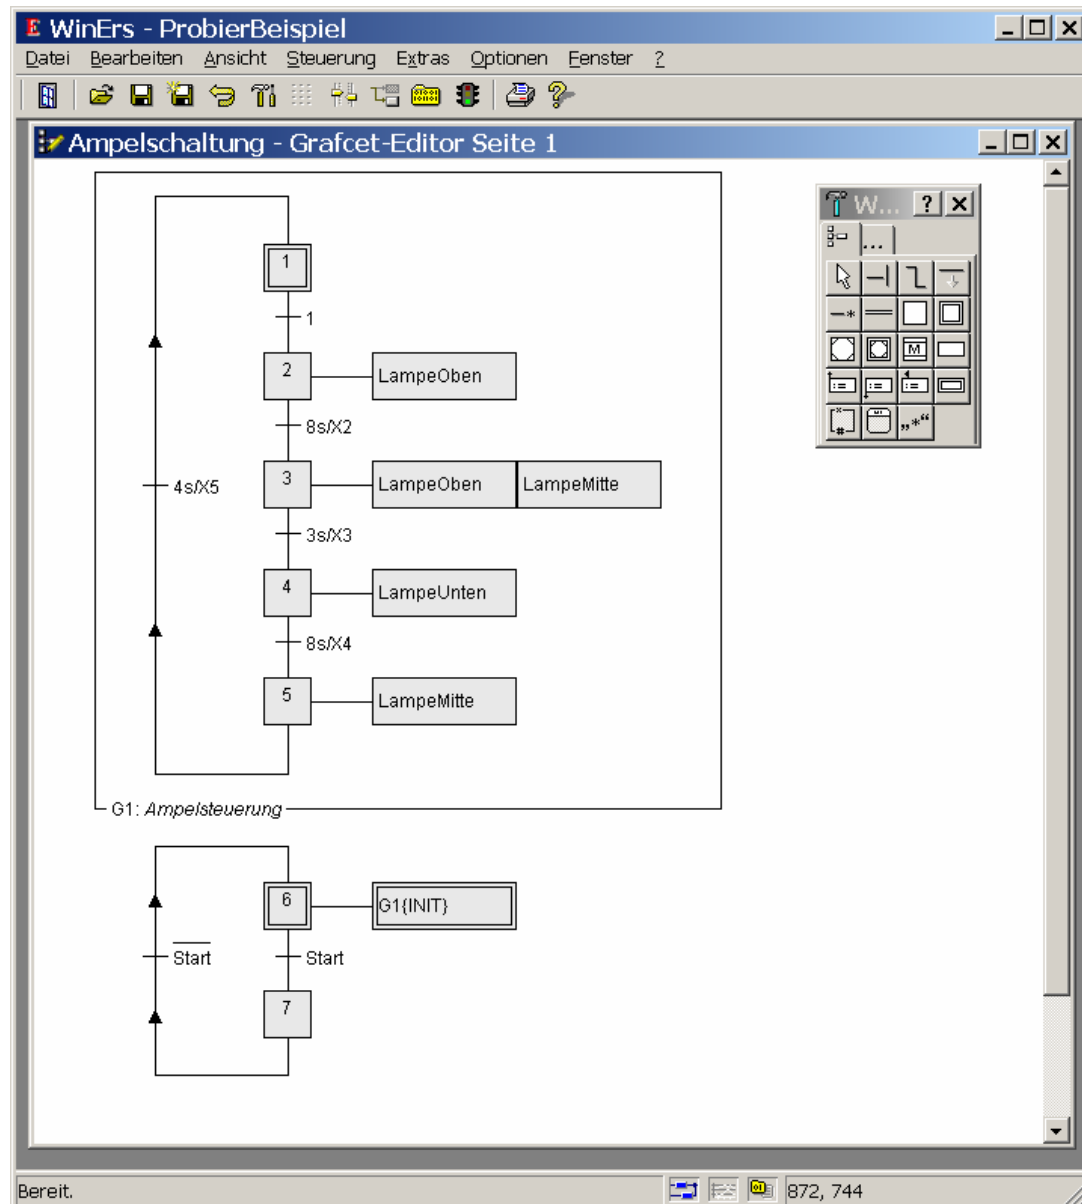 WinErs - ProbierBeispiel
Datei Bearbeiten Ansicht Steuerung Extras Optionen Fenster ?
Ampelschaltung - Grafcet-Editor Seite 1
W... ?
...
1
1
2
LampeOben
8s/X2
4s/X5
3
LampeOben
LampeMitte
3s/X3
4
LampeUnten
8s/X4
5
LampeMitte
G1: Ampelsteuerung
6
G1{INIT}
Start
Start
7
M
:=
:=
:=
#
„*“
Bereit.
872, 744